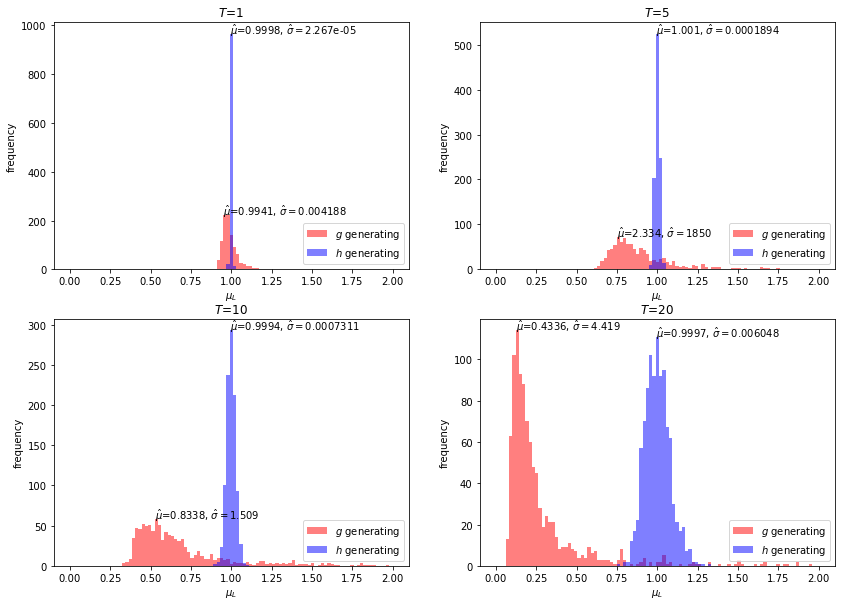 T=1
frequency
1000
800
600
400
200
0
μ̂=0.9998, σ̂ = 2.267e-05
μ̂=0.9941, σ̂ = 0.004188
g generating
h generating
0.00 0.25 0.50 0.75 1.00 1.25 1.50 1.75 2.00
μL
T=5
frequency
500
400
300
200
100
0
μ̂=1.001, σ̂ = 0.0001894
μ̂=2.334, σ̂ = 1850
g generating
h generating
0.00 0.25 0.50 0.75 1.00 1.25 1.50 1.75 2.00
μL
T=10
frequency
300
250
200
150
100
50
0
μ̂=0.9994, σ̂ = 0.0007311
μ̂=0.8338, σ̂ = 1.509
g generating
h generating
0.00 0.25 0.50 0.75 1.00 1.25 1.50 1.75 2.00
μL
T=20
frequency
100
80
60
40
20
0
μ̂=0.4336, σ̂ = 4.419
μ̂=0.9997, σ̂ = 0.006048
g generating
h generating
0.00 0.25 0.50 0.75 1.00 1.25 1.50 1.75 2.00
μL